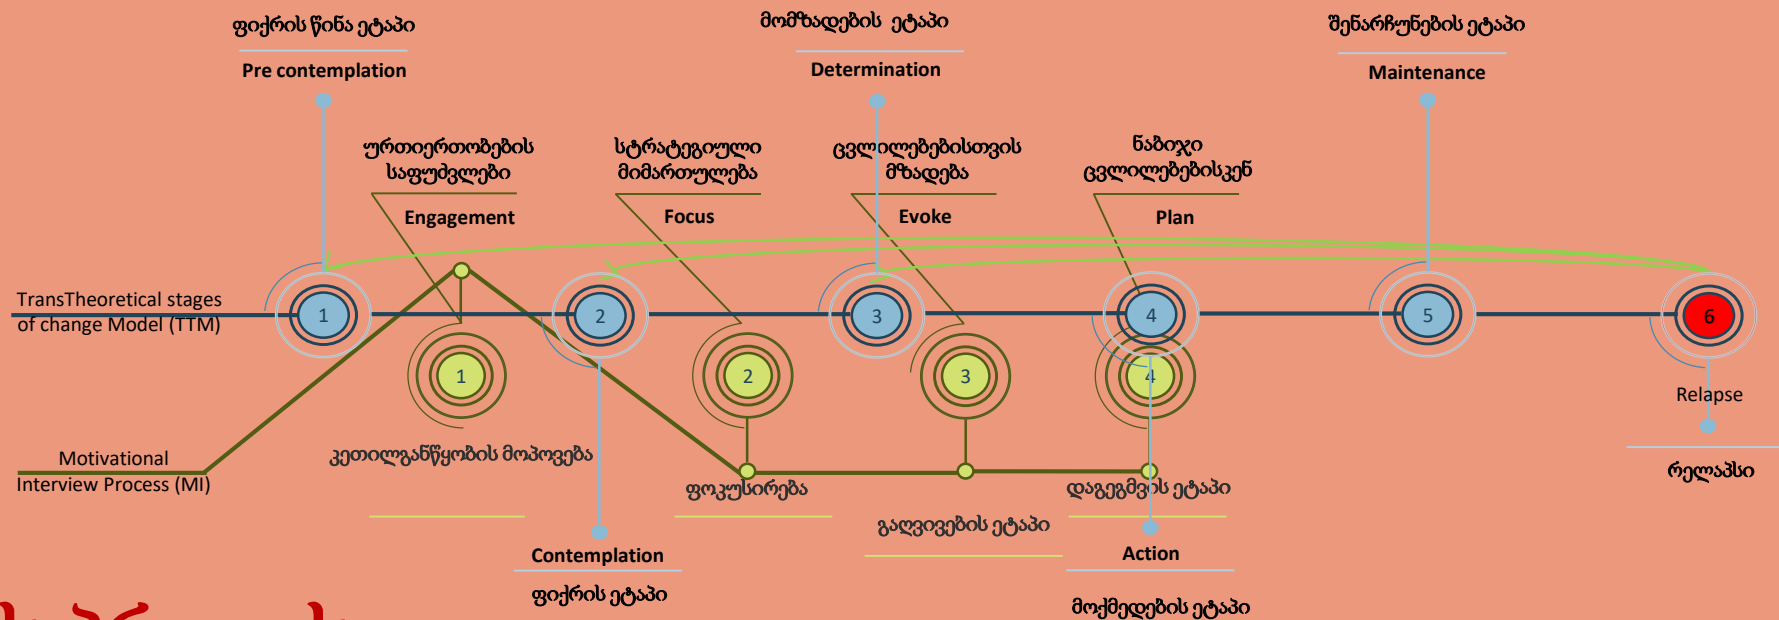 ფიქრის წინა ეტაპი
Pre contemplation
მომზადების ეტაპი
Determination
შენარჩუნების ეტაპი
Maintenance
ურთიერთობების
საფუძვლები
Engagement
სტრატეგიული
მიმართულება
Focus
ცვლილებებისთვის
მზადება
Evoke
ნაბიჯი
ცვლილებებისკენ
Plan
TransTheoretical stages
of change Model (TTM)
1
2
3
4
5
6
1
2
3
4
Relapse
რელაპსი
Motivational
Interview Process (MI)
კეთილგანწყობის მოპოვება
ფოკუსირება
გაღვივების ეტაპი
დაგეგმვის ეტაპი
Contemplation
ფიქრის ეტაპი
Action
მოქმედების ეტაპი